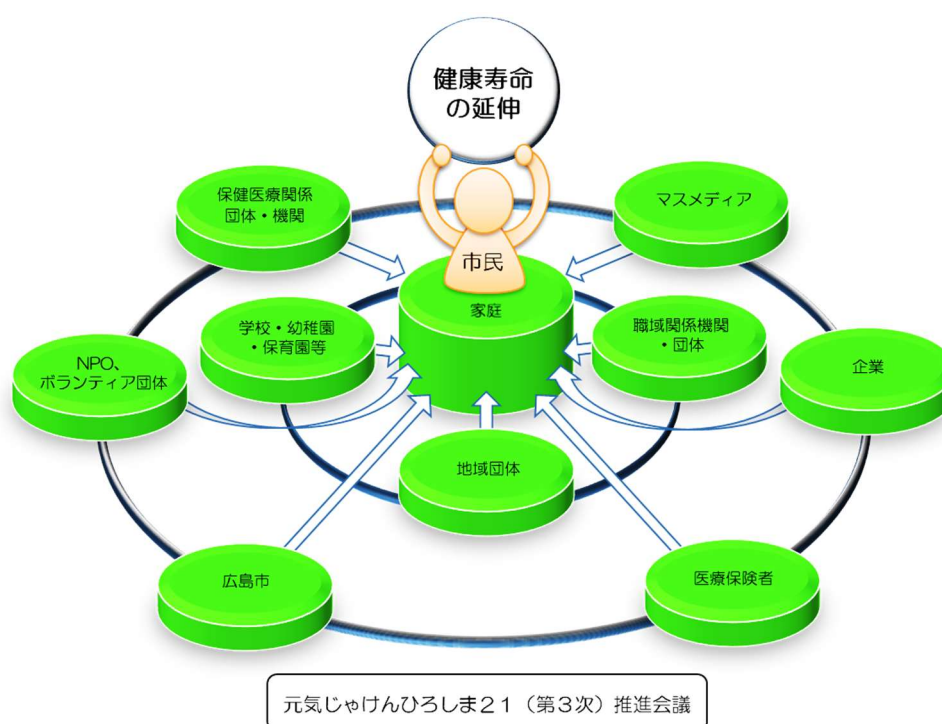 健康寿命
の延伸
保健医療関係
団体・機関
マスメディア
市民
家庭
学校・幼稚園
・保育園等
職域関係機関
・団体
NPO、
ボランティア団体
企業
地域団体
広島市
医療保険者
元気じゃけんひろしま21（第3次）推進会議